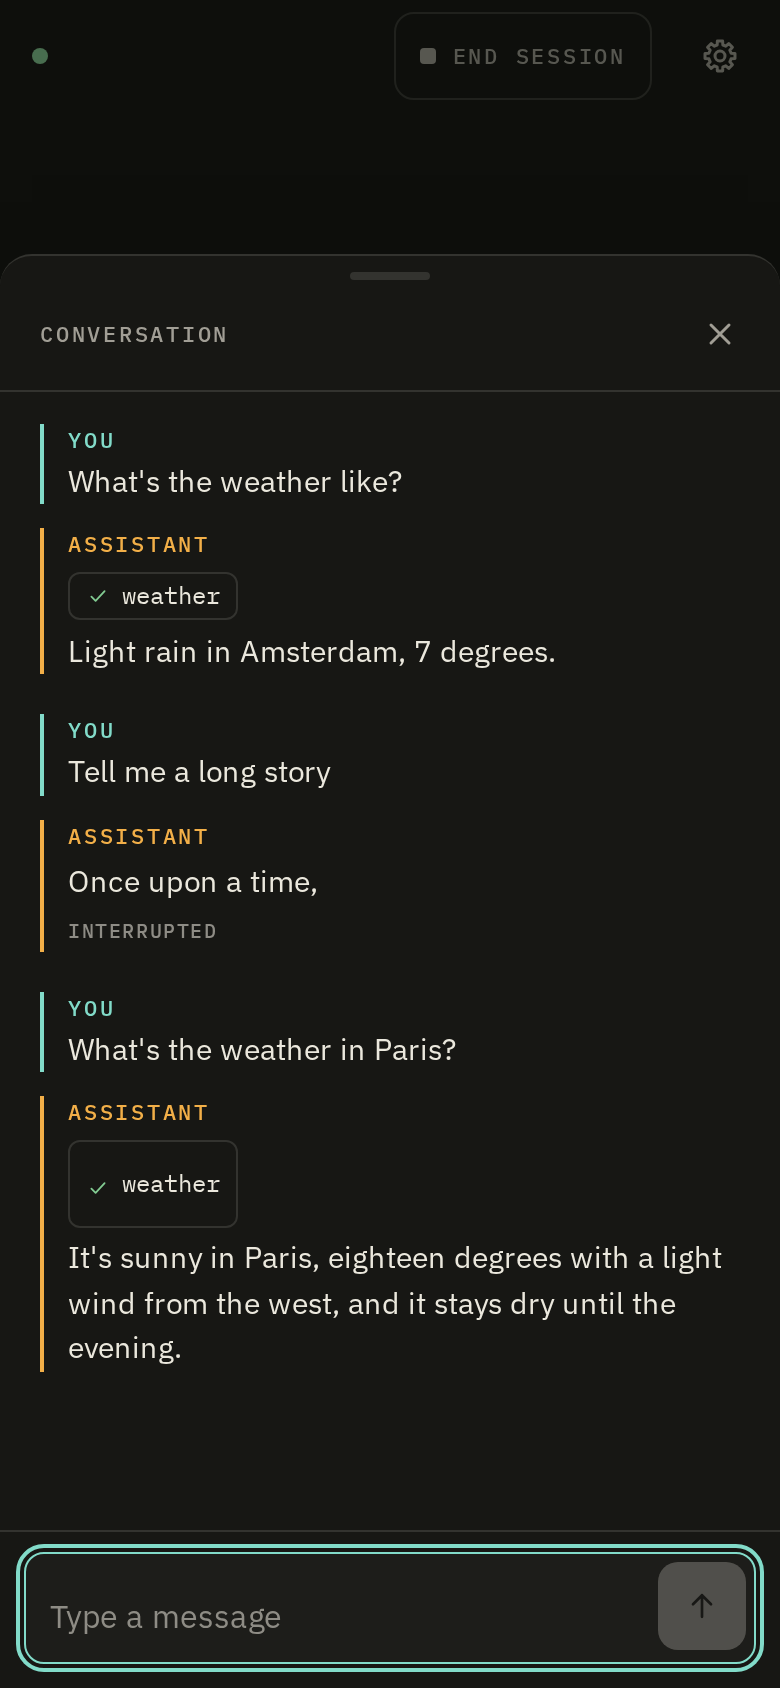 END SESSION
CONVERSATION
YOU
What's the weather like?
ASSISTANT
weather
Light rain in Amsterdam, 7 degrees.
YOU
Tell me a long story
ASSISTANT
Once upon a time,
INTERRUPTED
YOU
What's the weather in Paris?
ASSISTANT
weather
It's sunny in Paris, eighteen degrees with a light
wind from the west, and it stays dry until the
evening.
Type a message